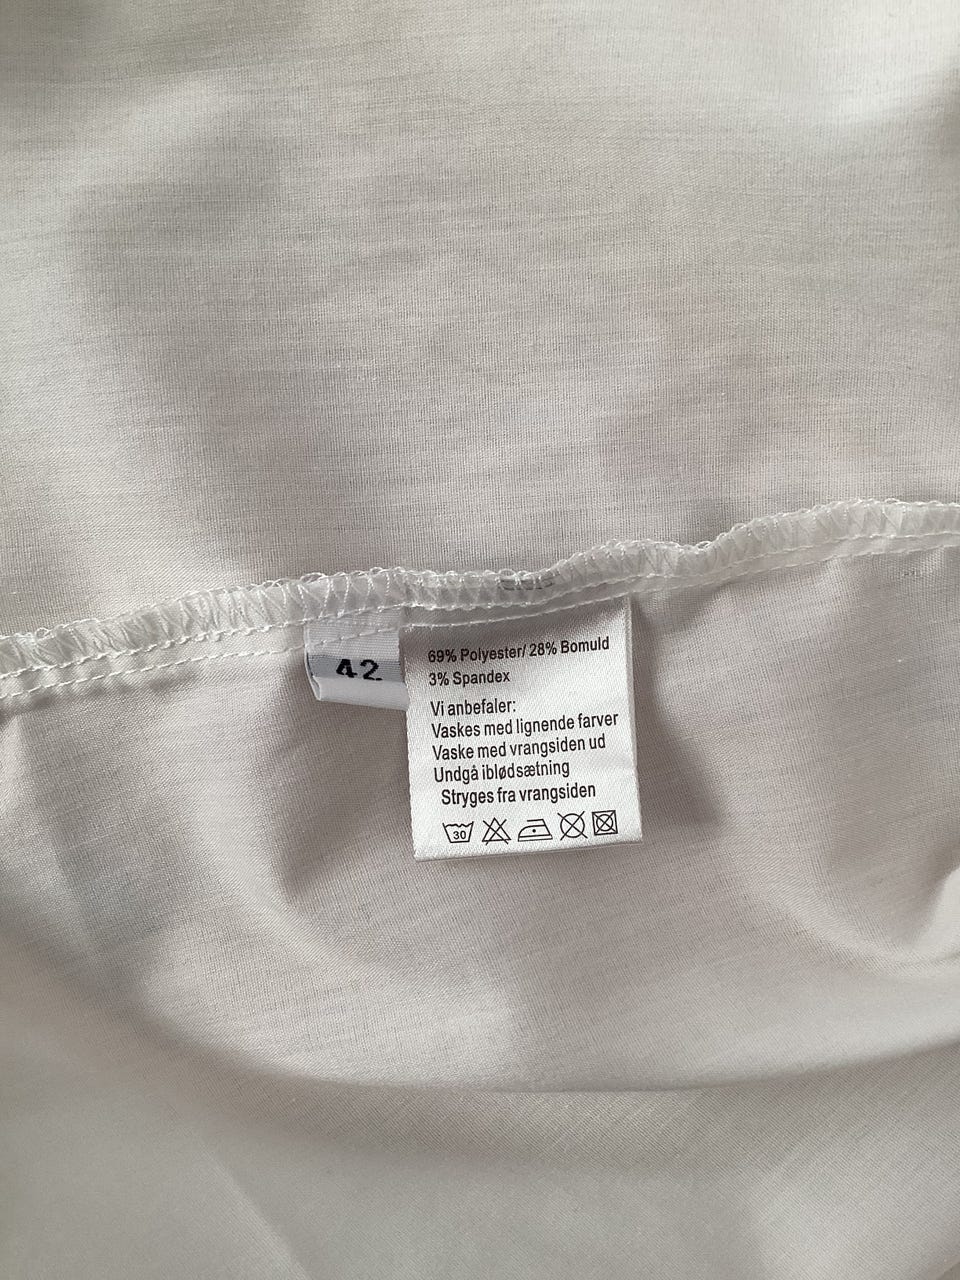 42
69% Polyester/ 28% Bomuld
3% Spandex
Vi anbefaler:
Vaskes med lignende farver
Vaske med vrangsiden ud
Undgå iblødsætning
Stryges fra vrangsiden
30